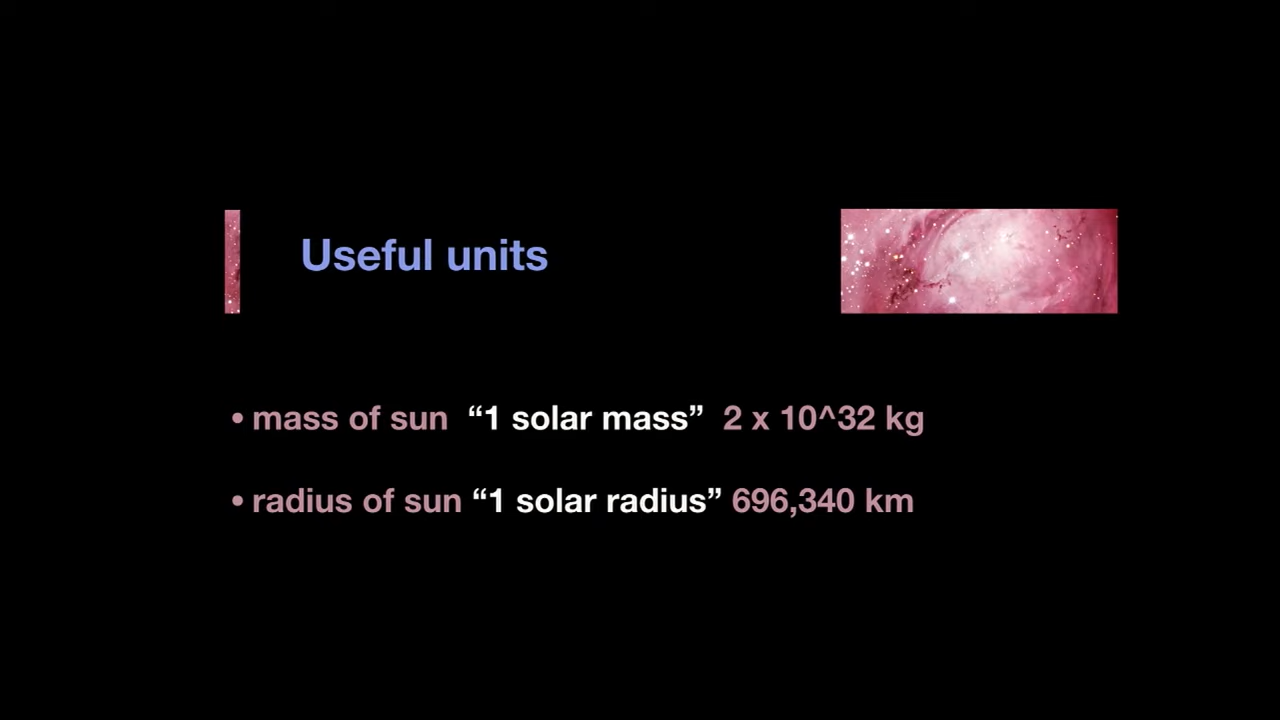 Useful units
• mass of sun “1 solar mass” 2 x 10^32 kg
• radius of sun “1 solar radius” 696,340 km